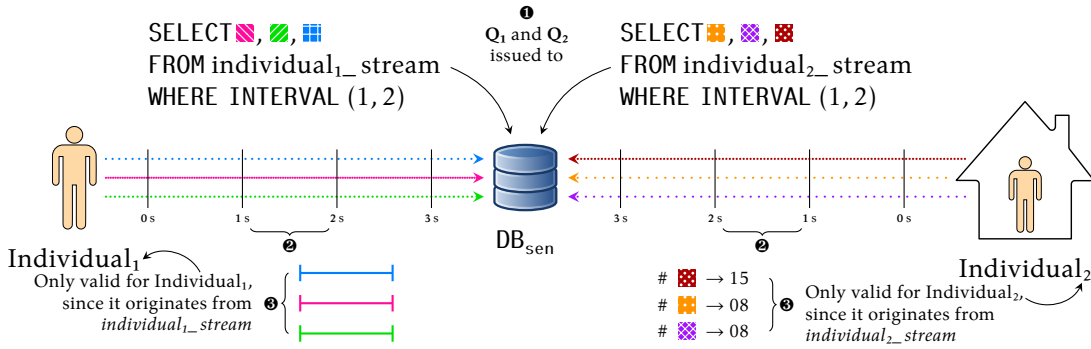 ❶
SELECT , ,
FROM individual₁_ stream
WHERE INTERVAL (1, 2)
Q₁ and Q₂
issued to
SELECT , ,
FROM individual₂_ stream
WHERE INTERVAL (1, 2)
0 s 1 s 2 s 3 s
3 s 2 s 1 s 0 s
❷
❷
DBsen
Individual₁
Only valid for Individual₁,
since it originates from
individual₁_ stream
❸
# → 15
# → 08
# → 08
❸
Individual₂
Only valid for Individual₂,
since it originates from
individual₂_ stream